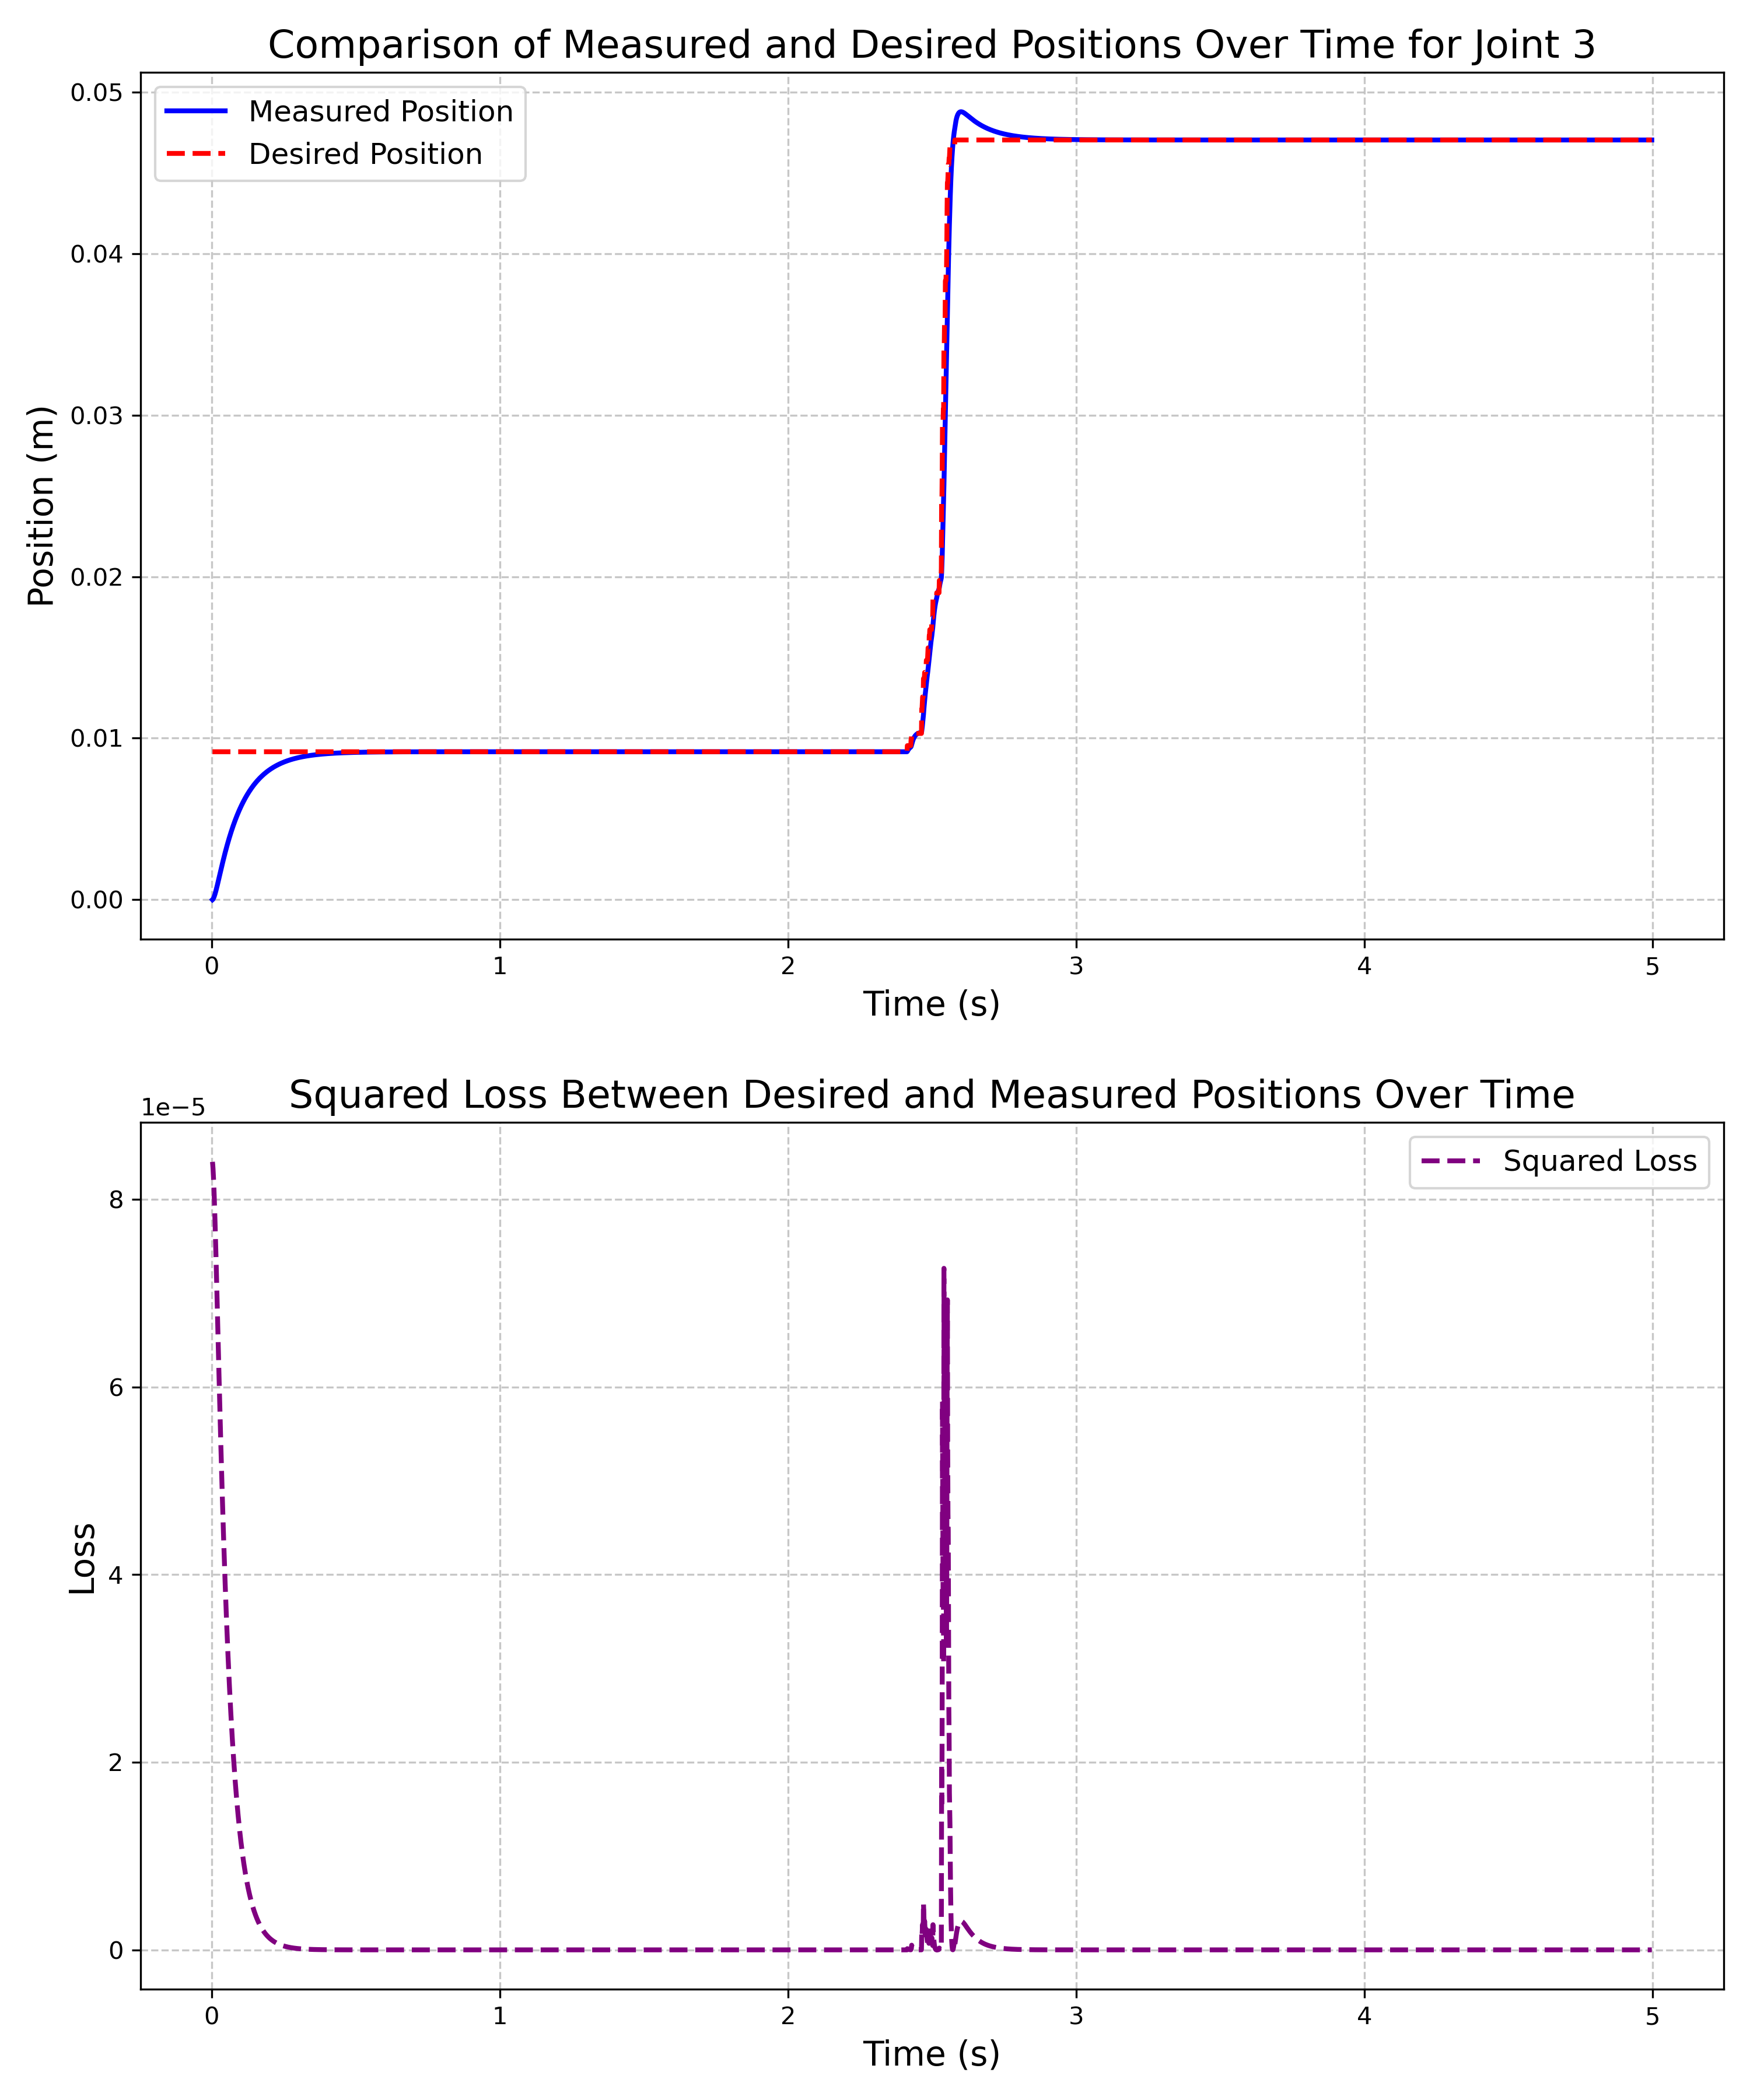 Comparison of Measured and Desired Positions Over Time for Joint 3
Measured Position
Desired Position
Position (m)
0.05
0.04
0.03
0.02
0.01
0.00
0 1 2 3 4 5
Time (s)
Squared Loss Between Desired and Measured Positions Over Time
1e−5
Squared Loss
Loss
8
6
4
2
0
0 1 2 3 4 5
Time (s)